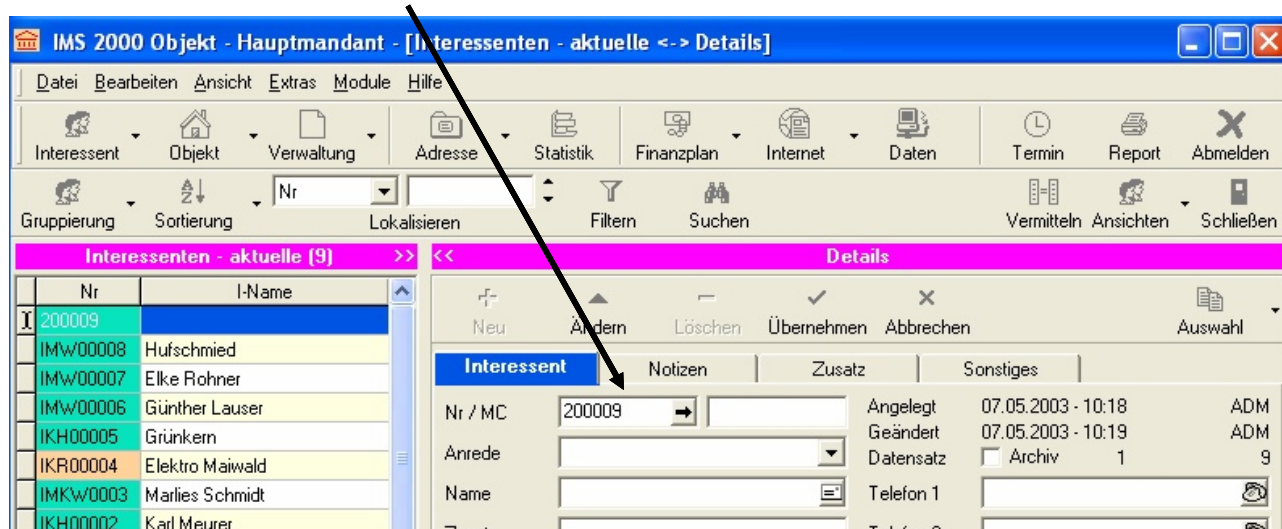 IMS 2000 Objekt - Hauptmandant - [Interessenten - aktuelle <-> Details]
Datei Bearbeiten Ansicht Extras Module Hilfe
Interessent Objekt Verwaltung Adresse Statistik Finanzplan Internet Daten Termin Report Abmelden
Nr
Gruppierung Sortierung Lokalisieren Filtern Suchen Vermitteln Ansichten Schließen
Interessenten - aktuelle (9) >>
Nr I-Name
200009
IMW00008 Hufschmied
IMW00007 Elke Rohner
IMW00006 Günther Lauser
IKH00005 Grünkern
IKR00004 Elektro Maiwald
IMKW0003 Marlies Schmidt
IKH00002 Karl Meurer
<< Details
Neu Ändern Löschen Übernehmen Abbrechen Auswahl
Interessent Notizen Zusatz Sonstiges
Nr / MC 200009 Angelegt 07.05.2003 - 10:18 ADM
Geändert 07.05.2003 - 10:19 ADM
Anrede Datensatz Archiv 1 9
Name Telefon 1